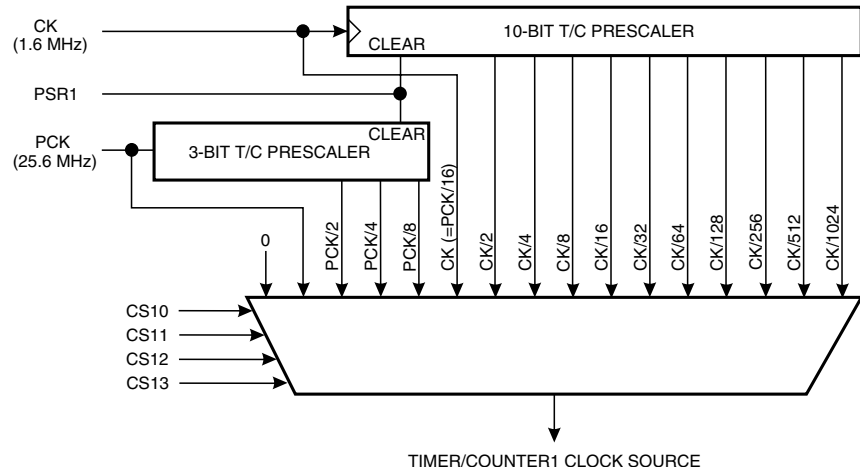 CK
(1.6 MHz)
CLEAR
10-BIT T/C PRESCALER
PSR1
CLEAR
PCK
(25.6 MHz)
3-BIT T/C PRESCALER
0
PCK/2
PCK/4
PCK/8
CK (=PCK/16)
CK/2
CK/4
CK/8
CK/16
CK/32
CK/64
CK/128
CK/256
CK/512
CK/1024
CS10
CS11
CS12
CS13
TIMER/COUNTER1 CLOCK SOURCE